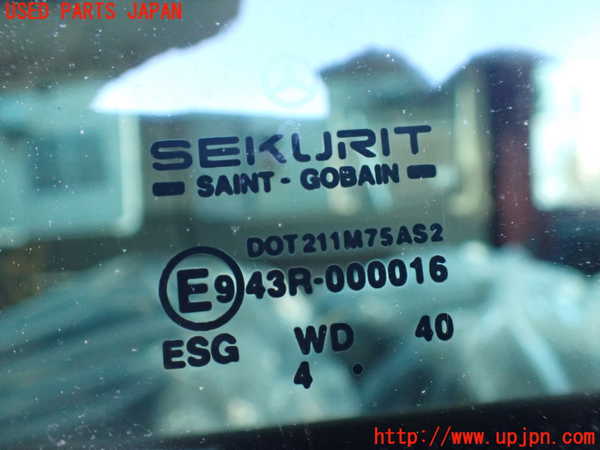 USED PARTS JAPAN
SEKURIT
SAINT - GOBAIN
DOT211M75AS2
E9 43R-000016
ESG WD 40
4 .
http://www.upjpn.com/